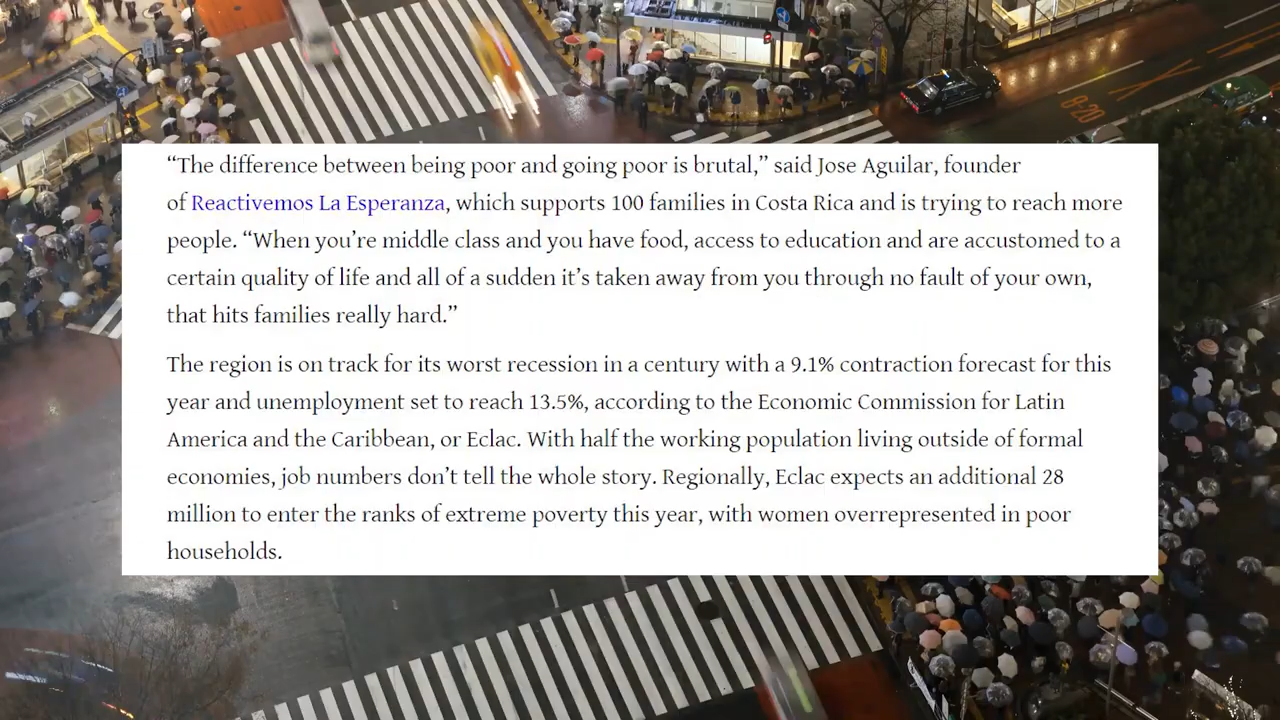 “The difference between being poor and going poor is brutal,” said Jose Aguilar, founder
of Reactivemos La Esperanza, which supports 100 families in Costa Rica and is trying to reach more
people. “When you’re middle class and you have food, access to education and are accustomed to a
certain quality of life and all of a sudden it’s taken away from you through no fault of your own,
that hits families really hard.”
The region is on track for its worst recession in a century with a 9.1% contraction forecast for this
year and unemployment set to reach 13.5%, according to the Economic Commission for Latin
America and the Caribbean, or Eclac. With half the working population living outside of formal
economies, job numbers don’t tell the whole story. Regionally, Eclac expects an additional 28
million to enter the ranks of extreme poverty this year, with women overrepresented in poor
households.
8-20